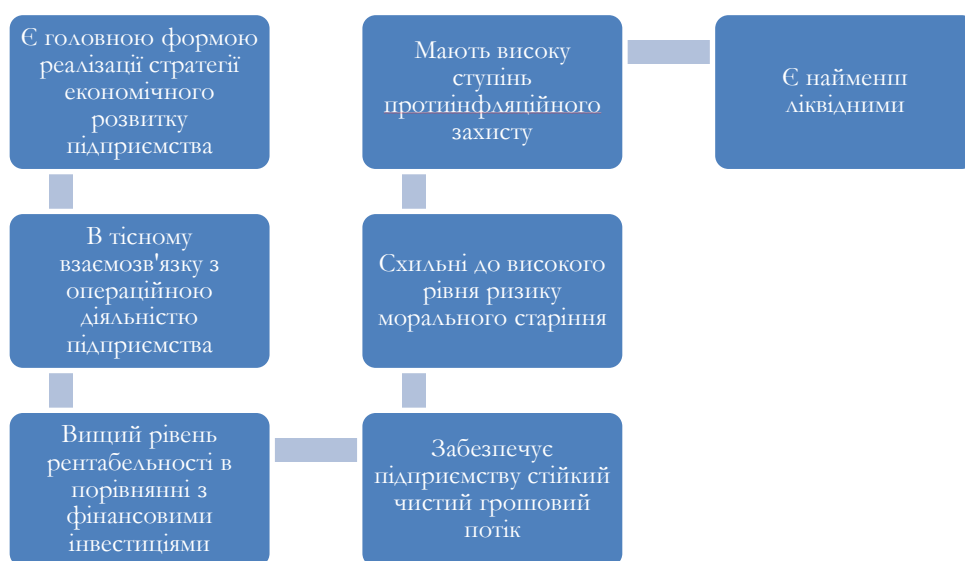 Є головною формою
реалізації стратегії
економічного
розвитку
підприємства
В тісному
взаємозв'язку з
операційною
діяльністю
підприємства
Вищий рівень
рентабельності в
порівнянні з
фінансовими
інвестиціями
Забезпечує
підприємству стійкий
чистий грошовий
потік
Схильні до високого
рівня ризику
морального старіння
Мають високу
ступінь
протиінфляційного
захисту
Є найменш
ліквідними